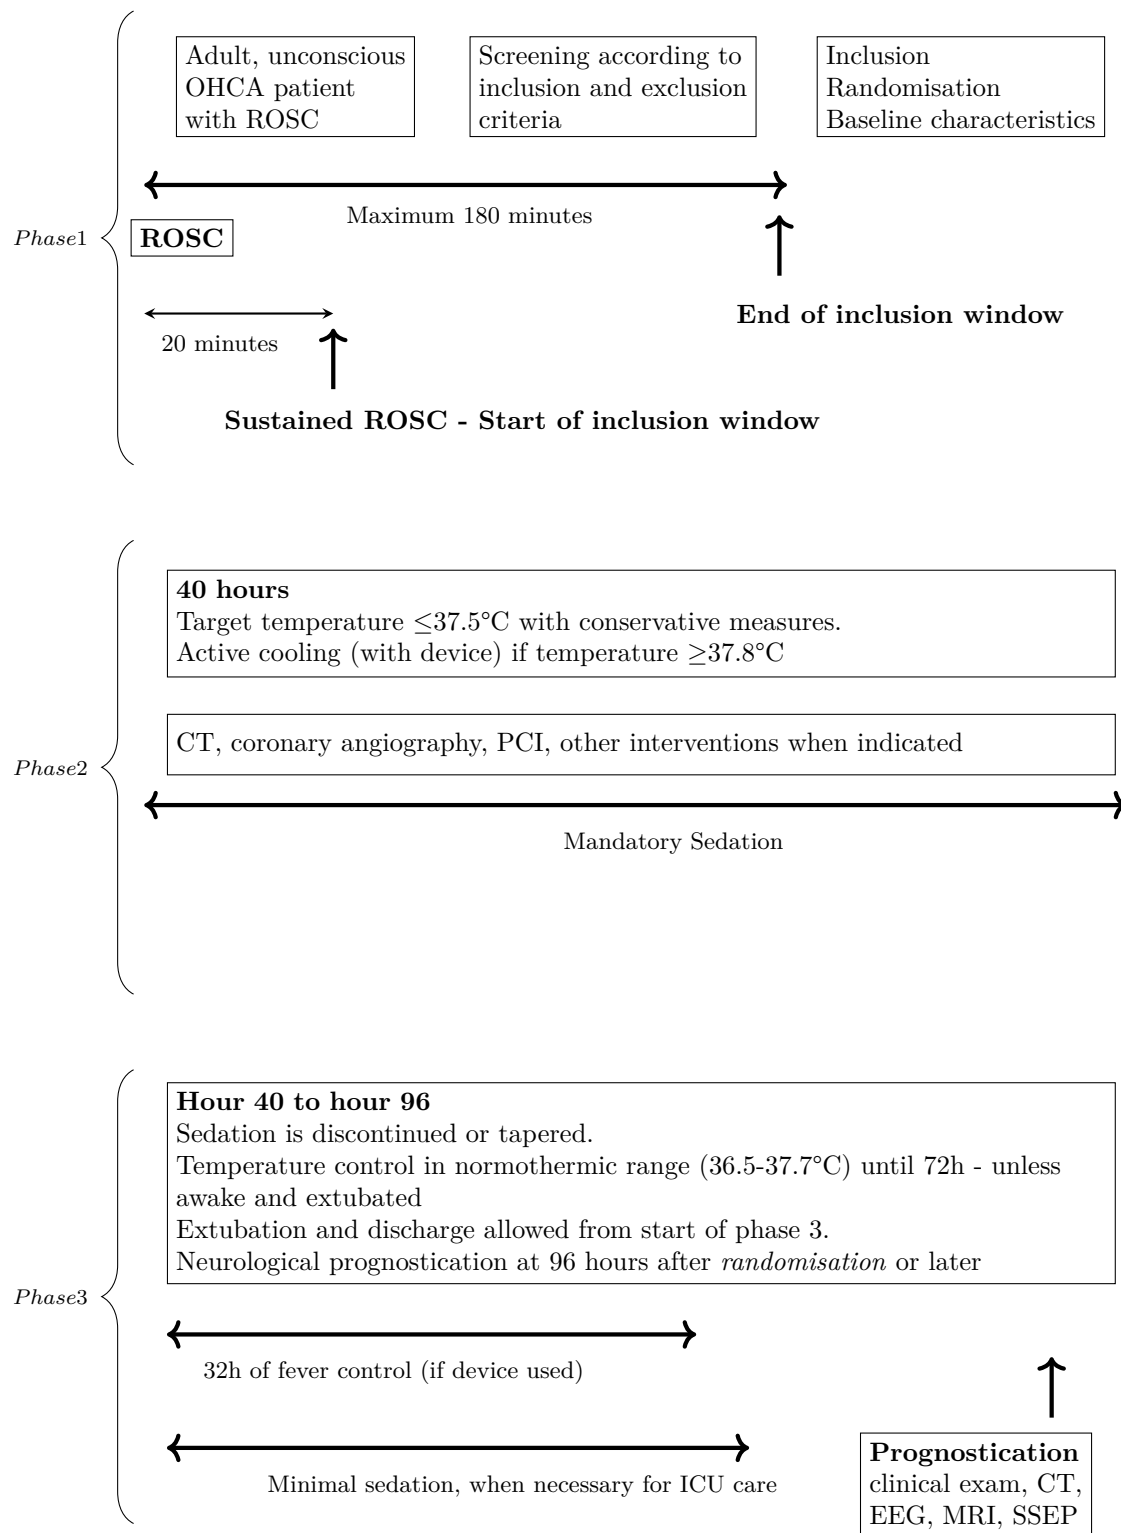 Adult, unconscious
OHCA patient
with ROSC
Screening according to
inclusion and exclusion
criteria
Inclusion
Randomisation
Baseline characteristics
Maximum 180 minutes
Phase1
ROSC
End of inclusion window
20 minutes
Sustained ROSC - Start of inclusion window
40 hours
Target temperature ≤37.5°C with conservative measures.
Active cooling (with device) if temperature ≥37.8°C
CT, coronary angiography, PCI, other interventions when indicated
Phase2
Mandatory Sedation
Hour 40 to hour 96
Sedation is discontinued or tapered.
Temperature control in normothermic range (36.5-37.7°C) until 72h - unless
awake and extubated
Extubation and discharge allowed from start of phase 3.
Neurological prognostication at 96 hours after randomisation or later
Phase3
32h of fever control (if device used)
Minimal sedation, when necessary for ICU care
Prognostication
clinical exam, CT,
EEG, MRI, SSEP